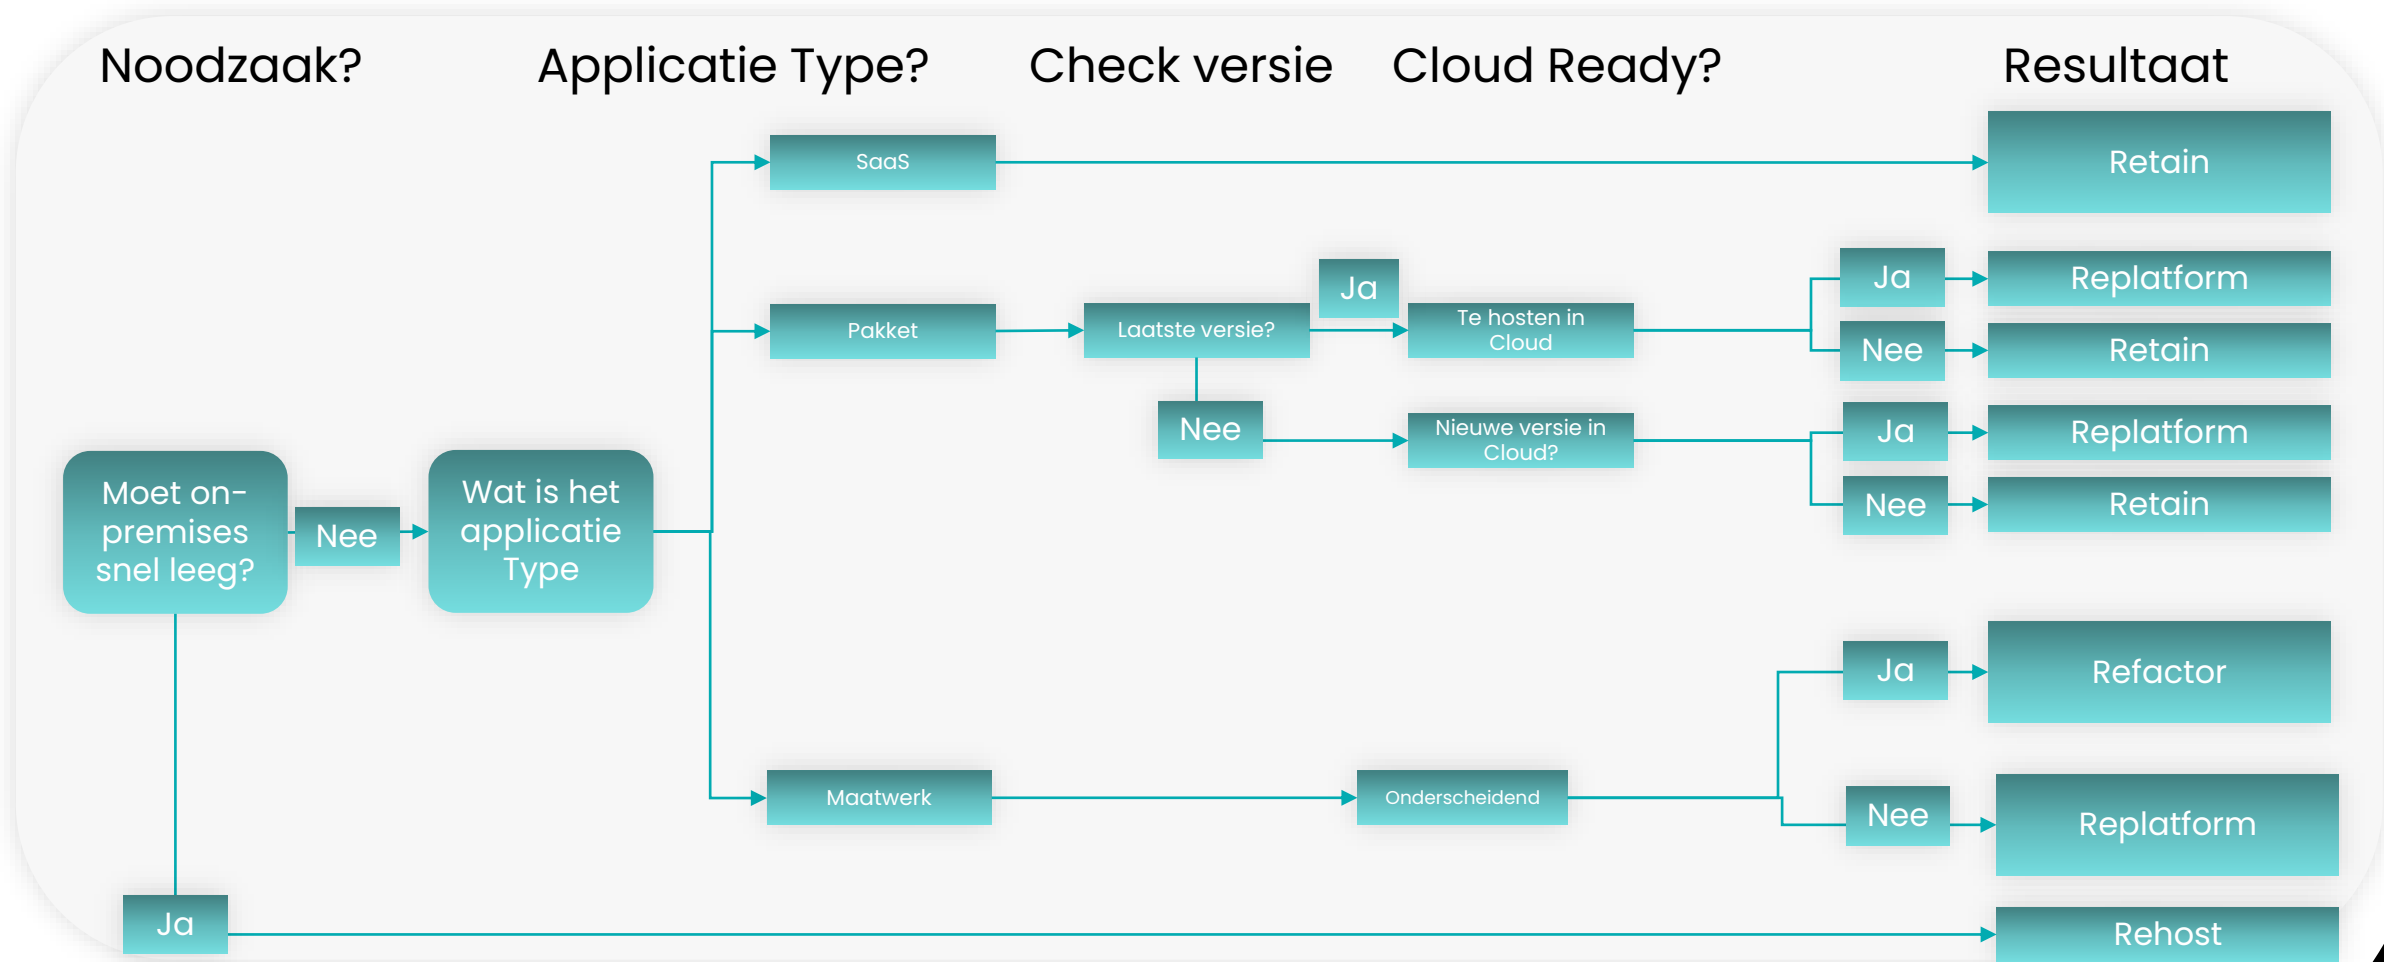 Noodzaak?
Applicatie Type?
Check versie
Cloud Ready?
Resultaat
SaaS
Retain
Pakket
Laatste versie?
Ja
Te hosten in
Cloud
Ja
Replatform
Nee
Retain
Nee
Nieuwe versie in
Cloud?
Ja
Replatform
Nee
Retain
Moet on-
premises
snel leeg?
Nee
Wat is het
applicatie
Type
Maatwerk
Onderscheidend
Ja
Refactor
Nee
Replatform
Ja
Rehost